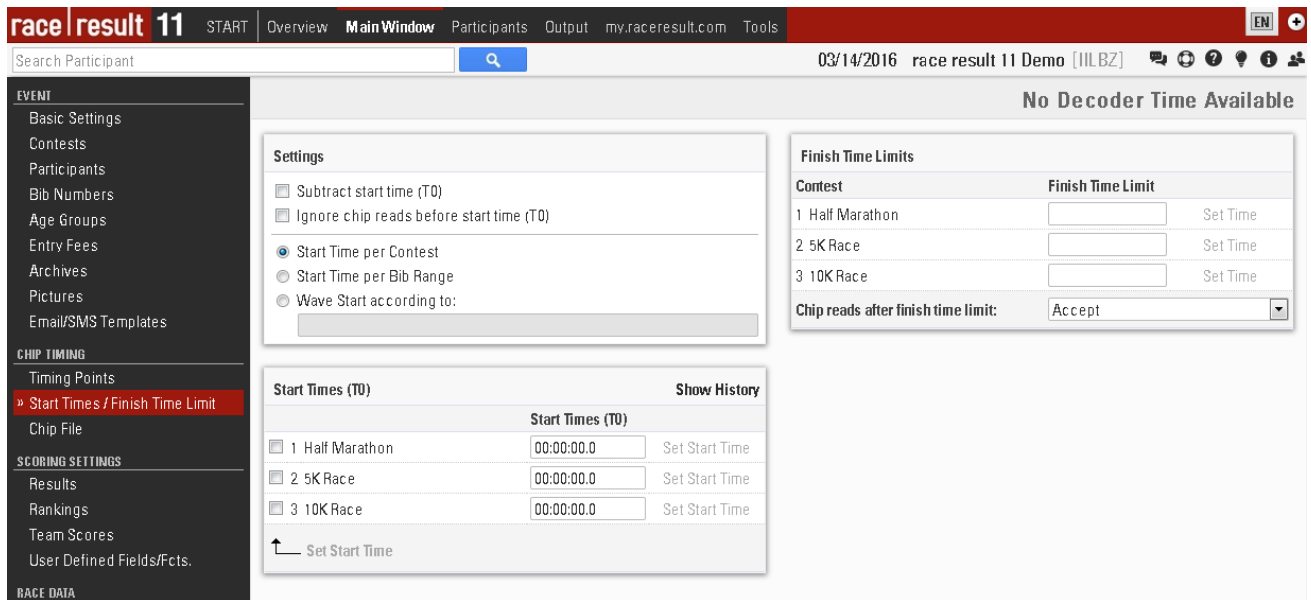 race result 11 START Overview Main Window Participants Output my.raceresult.com Tools EN
Search Participant 03/14/2016 race result 11 Demo [IILBZ]
EVENT
Basic Settings
Contests
Participants
Bib Numbers
Age Groups
Entry Fees
Archives
Pictures
Email/SMS Templates
CHIP TIMING
Timing Points
» Start Times / Finish Time Limit
Chip File
SCORING SETTINGS
Results
Rankings
Team Scores
User Defined Fields/Fcts.
RACE DATA
No Decoder Time Available
Settings
Subtract start time (T0)
Ignore chip reads before start time (T0)
Start Time per Contest
Start Time per Bib Range
Wave Start according to:
Start Times (T0) Show History
Start Times (T0)
1 Half Marathon 00:00:00.0 Set Start Time
2 5K Race 00:00:00.0 Set Start Time
3 10K Race 00:00:00.0 Set Start Time
Set Start Time
Finish Time Limits
Contest Finish Time Limit
1 Half Marathon Set Time
2 5K Race Set Time
3 10K Race Set Time
Chip reads after finish time limit: Accept